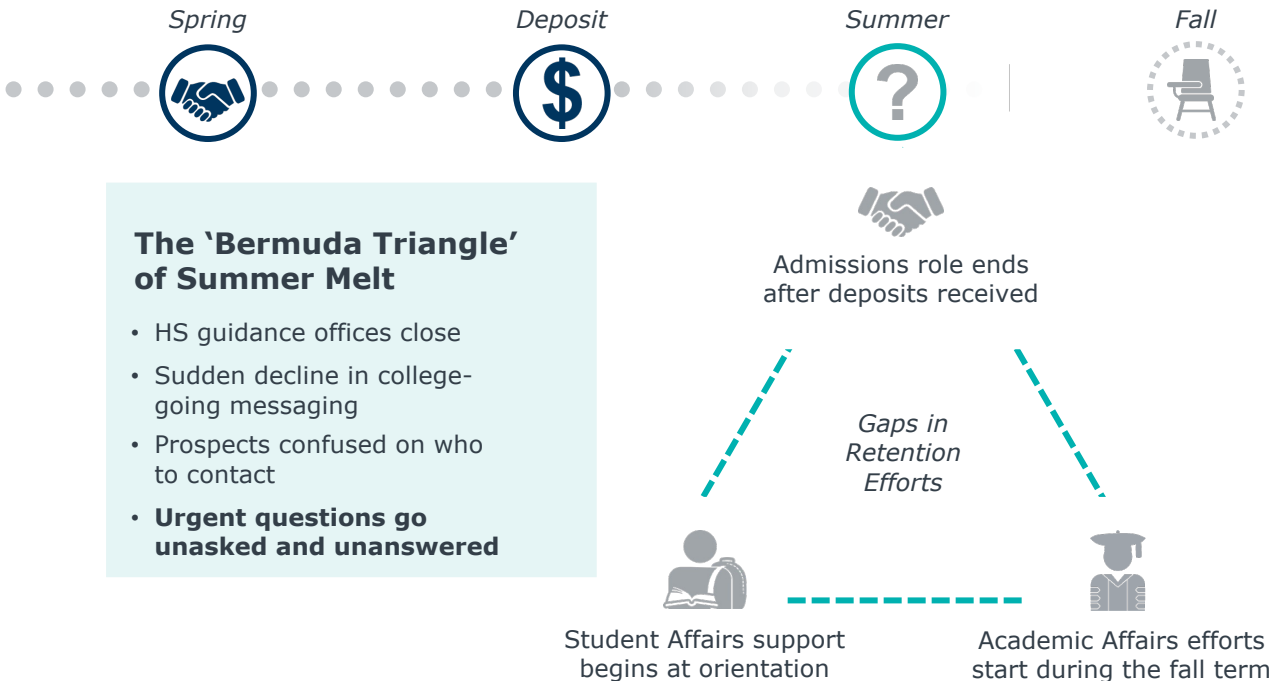 Spring
Deposit
Summer
Fall
$
?
The ‘Bermuda Triangle’
of Summer Melt
• HS guidance offices close
• Sudden decline in college-
going messaging
• Prospects confused on who
to contact
• Urgent questions go
unasked and unanswered
Admissions role ends
after deposits received
Gaps in
Retention
Efforts
Student Affairs support
begins at orientation
Academic Affairs efforts
start during the fall term